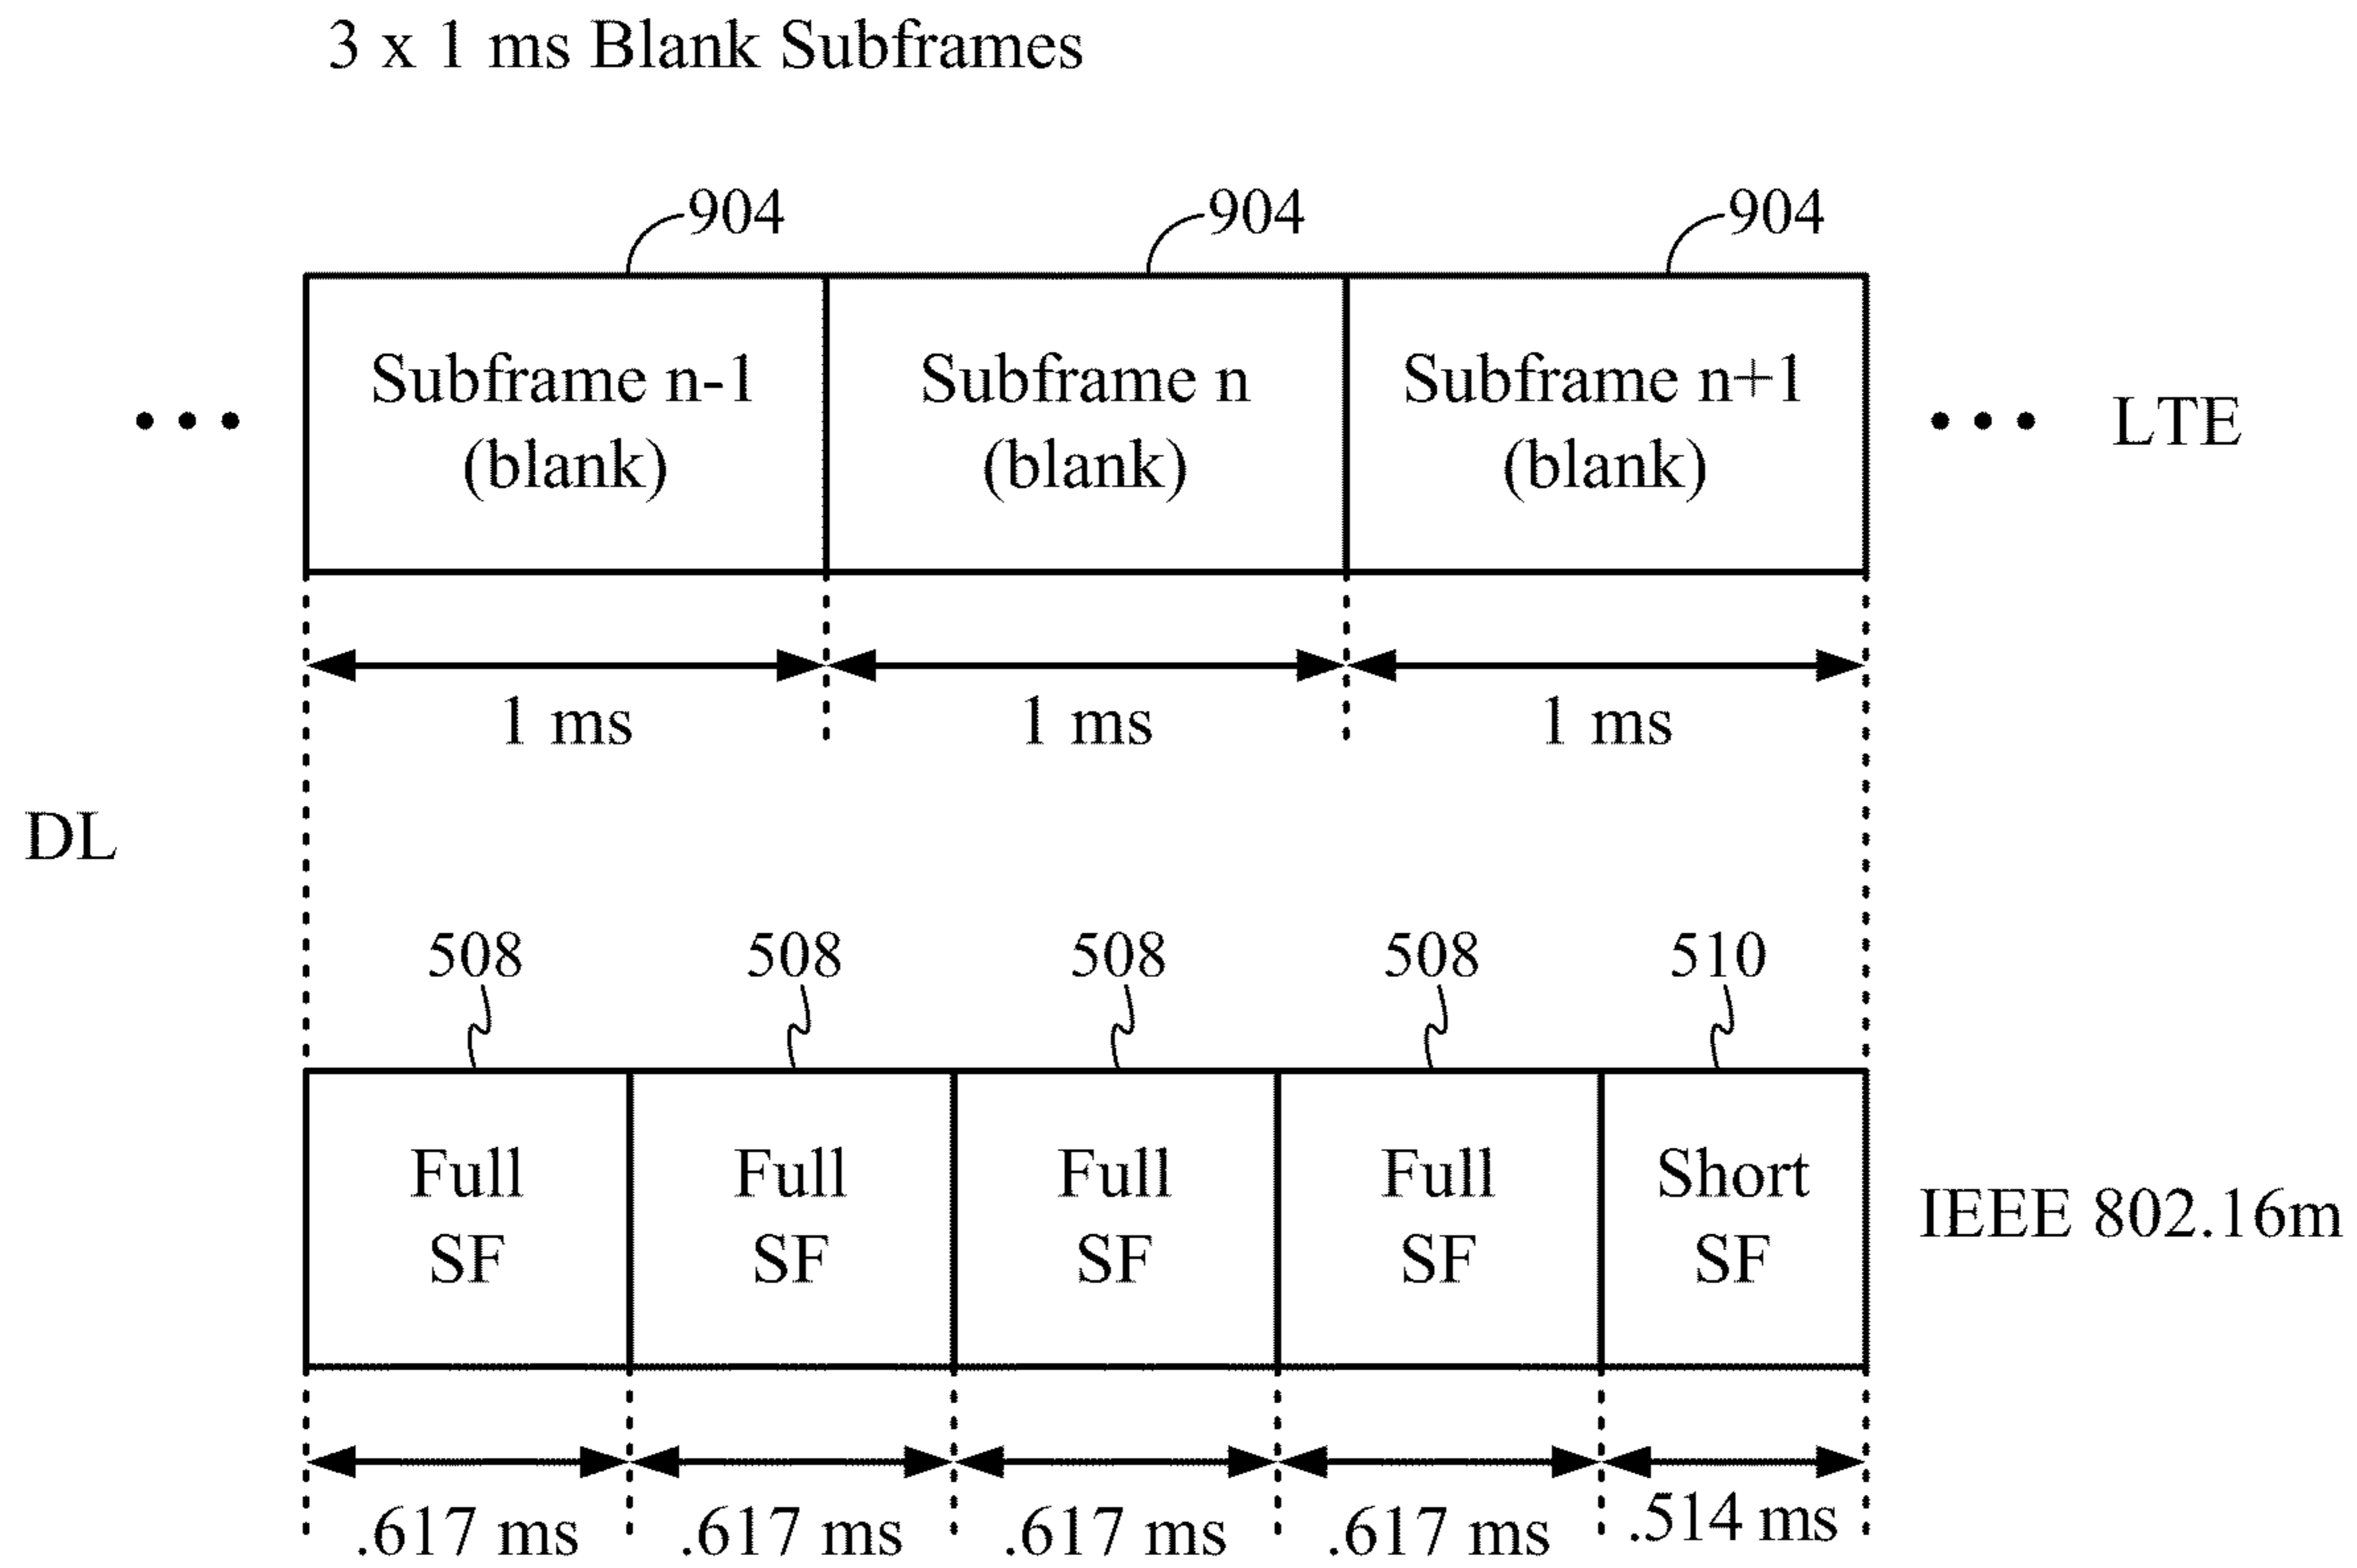 3 x 1 ms Blank Subframes
904 904 904
Subframe n-1 Subframe n Subframe n+1
(blank) (blank) (blank)
••• ••• LTE
1 ms 1 ms 1 ms
DL
508 508 508 508 510
Full Full Full Full Short
SF SF SF SF SF
IEEE 802.16m
.617 ms .617 ms .617 ms .617 ms .514 ms